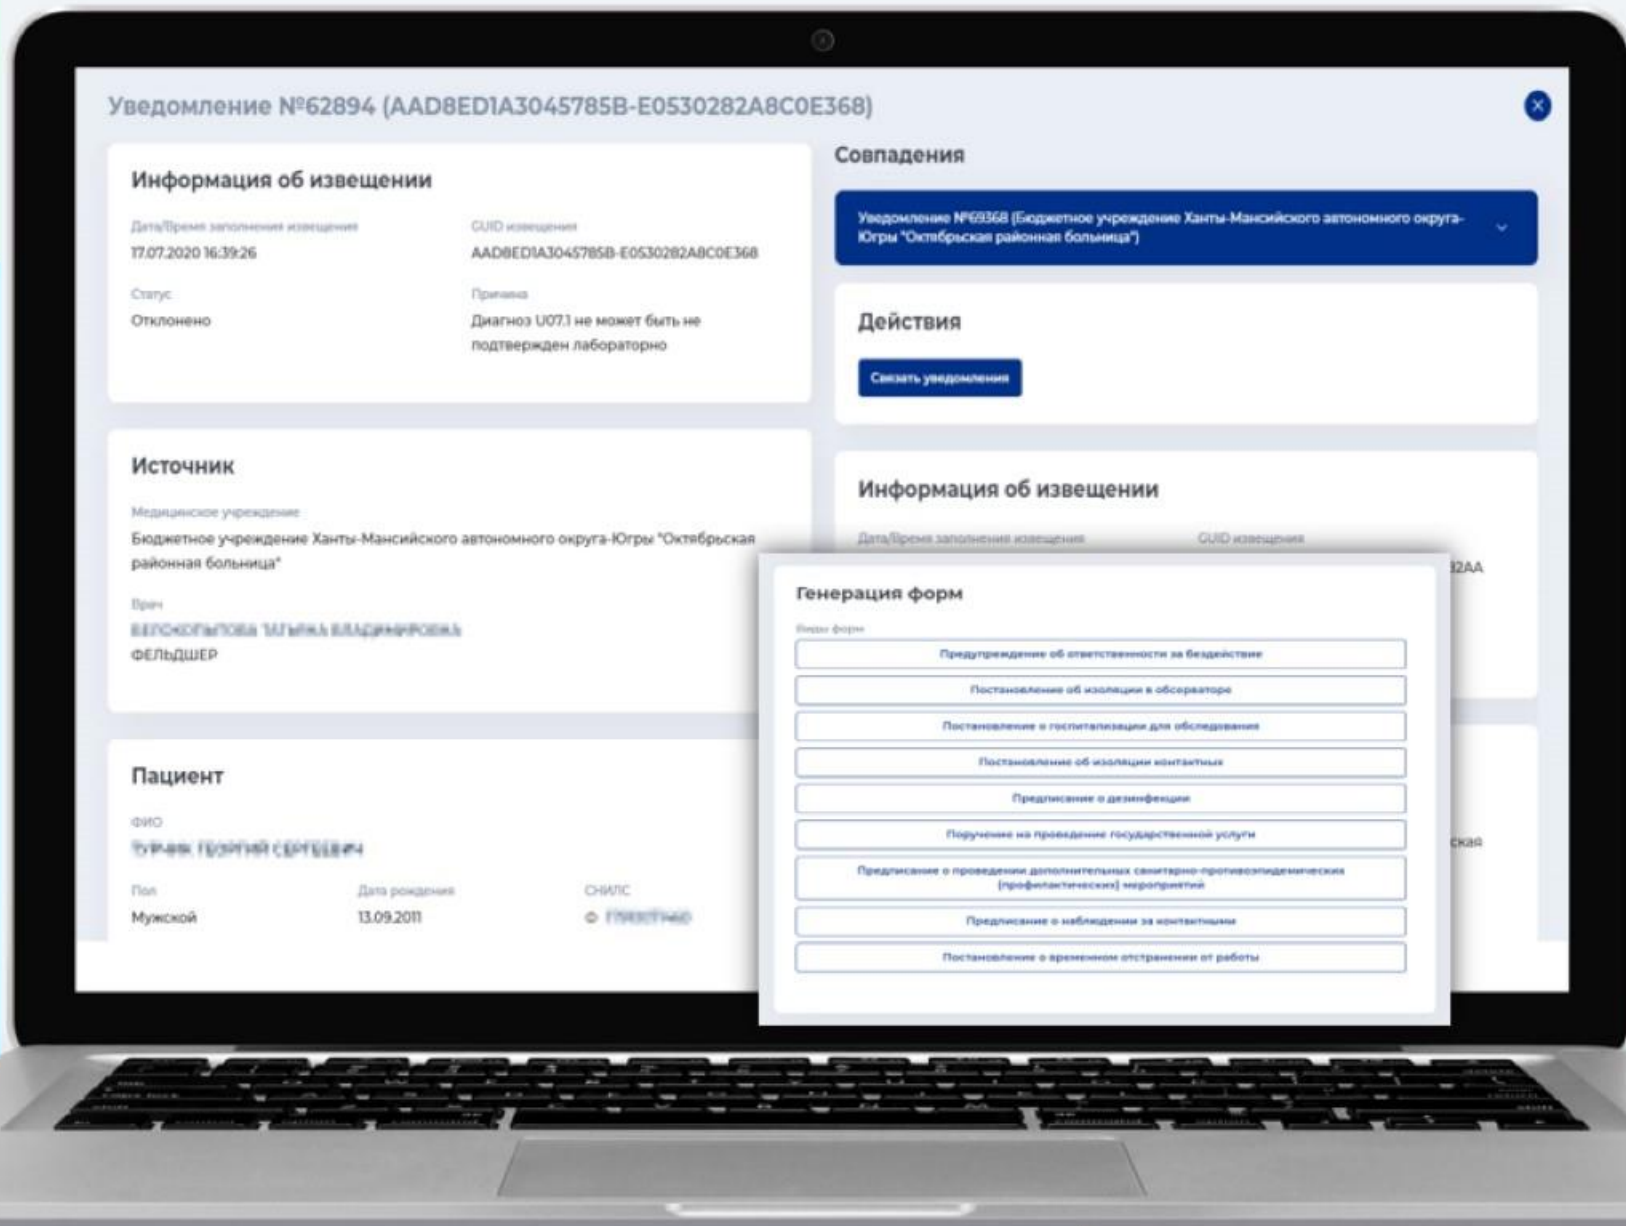 Уведомление №62894 (AAD8ED1A3045785B-E0530282A8C0E368)
Информация об извещении
Дата/Время заполнения извещения
GUID извещения
17.07.2020 16:39:26
AAD8ED1A3045785B-E0530282A8C0E368
Статус
Причина
Отклонено
Диагноз U07.1 не может быть не
подтвержден лабораторно
Источник
Медицинское учреждение
Бюджетное учреждение Ханты-Мансийского автономного округа-Югры "Октябрьская
районная больница"
Врач
ФЕЛЬДШЕР
Пациент
ФИО
Пол
Дата рождения
СНИЛС
Мужской
13.09.2011
Совпадения
Уведомление №69368 (Бюджетное учреждение Ханты-Мансийского автономного округа-
Югры "Октябрьская районная больница")
Действия
Связать уведомления
Информация об извещении
Дата/Время заполнения извещения
GUID извещения
32AA
ская
Генерация форм
Виды форм
Предупреждение об ответственности за бездействие
Постановление об изоляции в обсерваторе
Постановление о госпитализации для обследования
Постановление об изоляции контактных
Предписание о дезинфекции
Поручение на проведение государственной услуги
Предписание о проведении дополнительных санитарно-противоэпидемических
(профилактических) мероприятий
Предписание о наблюдении за контактными
Постановление о временном отстранении от работы